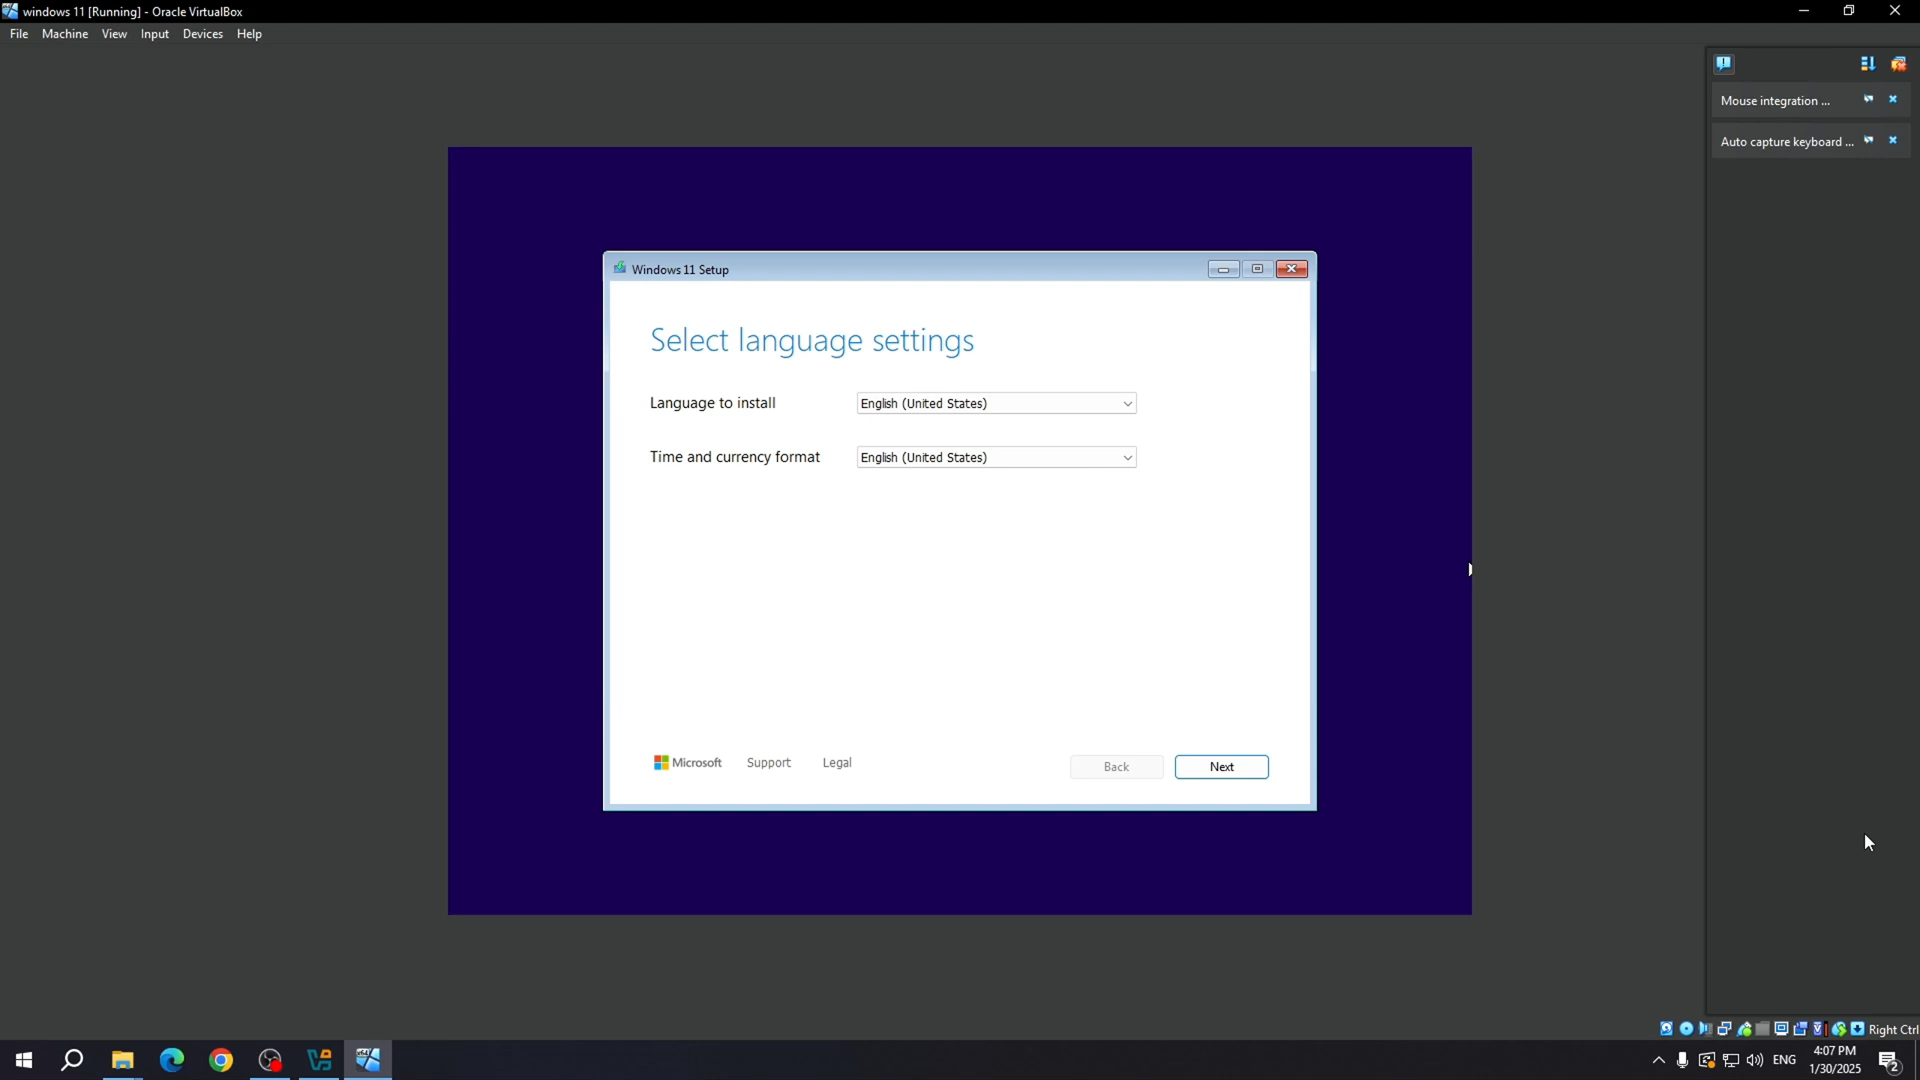 windows 11 [Running] - Oracle VirtualBox
File Machine View Input Devices Help
Mouse integration ...
Auto capture keyboard ...
Windows 11 Setup
Select language settings
Language to install English (United States)
Time and currency format English (United States)
Microsoft Support Legal Back Next
Right Ctrl
ENG 4:07 PM
1/30/2025
2